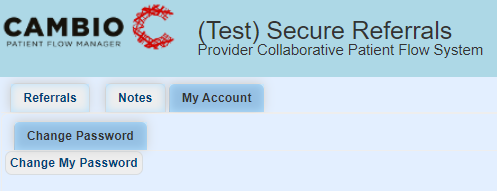 CAMBIO
PATIENT FLOW MANAGER
(Test) Secure Referrals
Provider Collaborative Patient Flow System
Referrals Notes My Account
Change Password
Change My Password